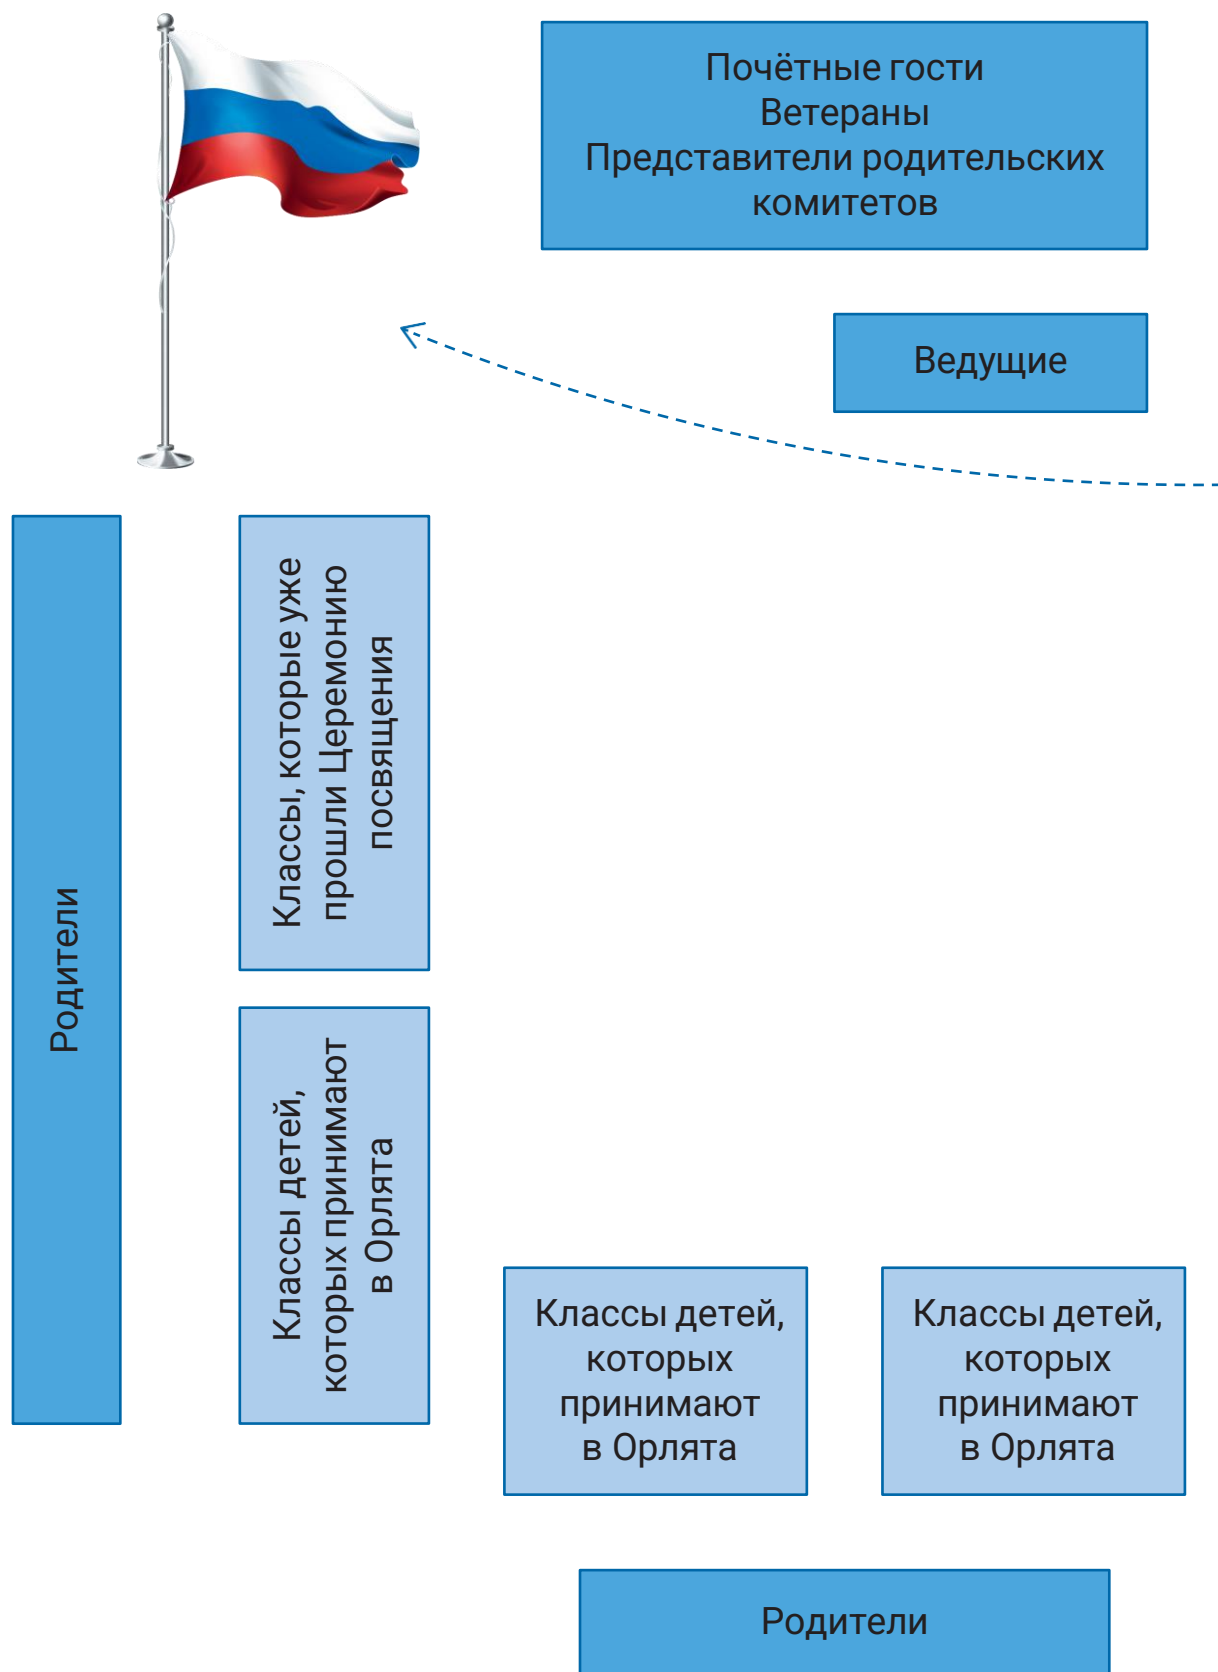 Почётные гости
Ветераны
Представители родительских
комитетов
Ведущие
Родители
Классы, которые уже
прошли Церемонию
посвящения
Классы детей,
которых принимают
в Орлята
Классы детей,
которых
принимают
в Орлята
Классы детей,
которых
принимают
в Орлята
Родители